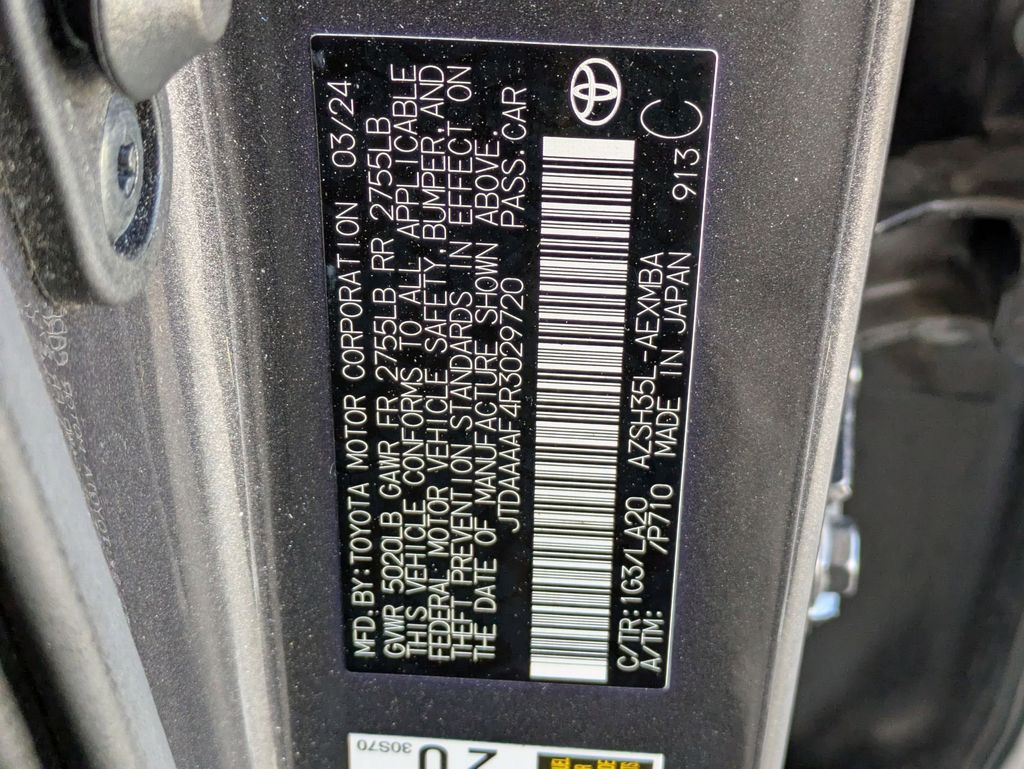 MFD. BY: TOYOTA MOTOR CORPORATION 03/24
GVWR 5020LB GAWR FR 2755LB RR 2755LB
THIS VEHICLE CONFORMS TO ALL APPLICABLE
FEDERAL MOTOR VEHICLE SAFETY, BUMPER, AND
THEFT PREVENTION STANDARDS IN EFFECT ON
THE DATE OF MANUFACTURE SHOWN ABOVE.
JTDAAAAF4R3029720 PASS. CAR
C/TR: 1G3/LA20 AZSH35L-AEXMBA 913 C
A/TM: /P710 MADE IN JAPAN
30S70